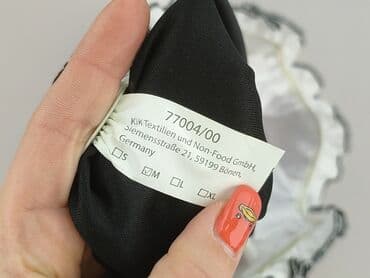 77004/00
KiK Textilien und Non-Food GmbH,
Siemensstraße 21, 59199 Bönen,
Germany
☐S ☑M ☐L ☐XL